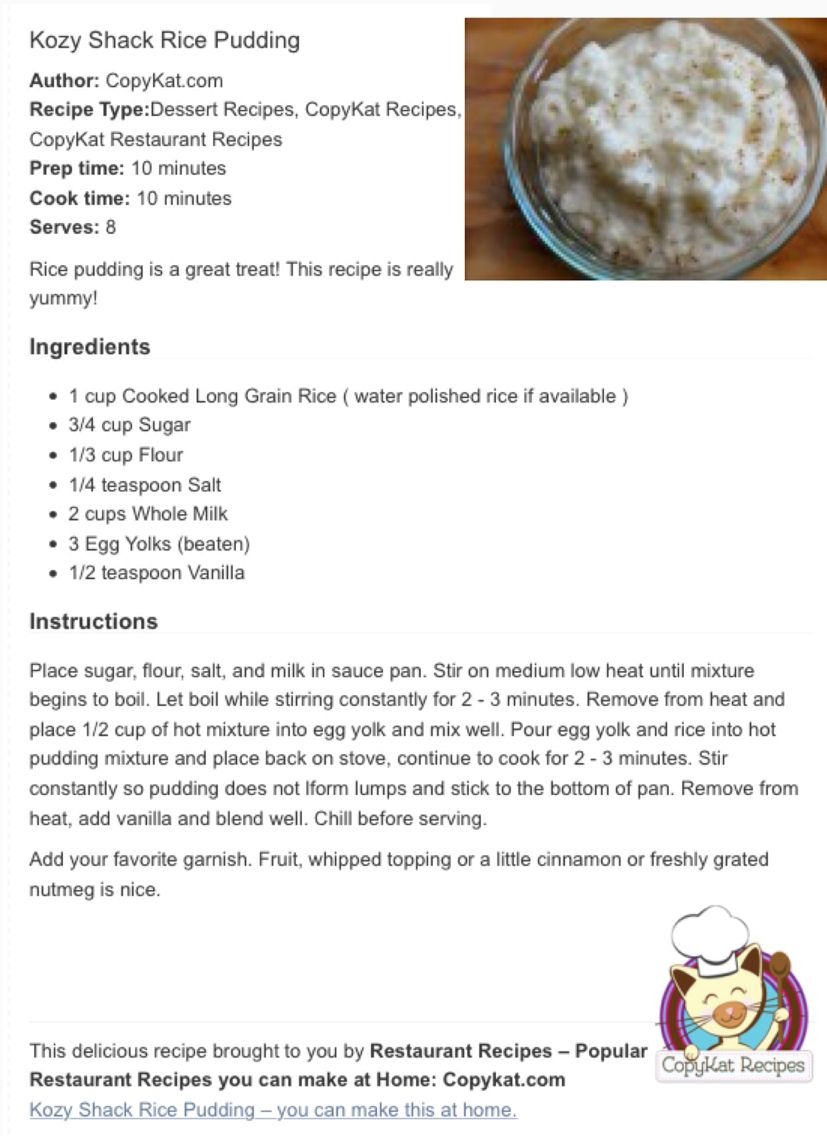 Kozy Shack Rice Pudding
Author: CopyKat.com
Recipe Type:Dessert Recipes, CopyKat Recipes,
CopyKat Restaurant Recipes
Prep time: 10 minutes
Cook time: 10 minutes
Serves: 8
Rice pudding is a great treat! This recipe is really
yummy!
Ingredients
• 1 cup Cooked Long Grain Rice ( water polished rice if available )
• 3/4 cup Sugar
• 1/3 cup Flour
• 1/4 teaspoon Salt
• 2 cups Whole Milk
• 3 Egg Yolks (beaten)
• 1/2 teaspoon Vanilla
Instructions
Place sugar, flour, salt, and milk in sauce pan. Stir on medium low heat until mixture
begins to boil. Let boil while stirring constantly for 2 - 3 minutes. Remove from heat and
place 1/2 cup of hot mixture into egg yolk and mix well. Pour egg yolk and rice into hot
pudding mixture and place back on stove, continue to cook for 2 - 3 minutes. Stir
constantly so pudding does not lform lumps and stick to the bottom of pan. Remove from
heat, add vanilla and blend well. Chill before serving.
Add your favorite garnish. Fruit, whipped topping or a little cinnamon or freshly grated
nutmeg is nice.
This delicious recipe brought to you by Restaurant Recipes – Popular
Restaurant Recipes you can make at Home: Copykat.com
Kozy Shack Rice Pudding – you can make this at home.
CopyKat Recipes